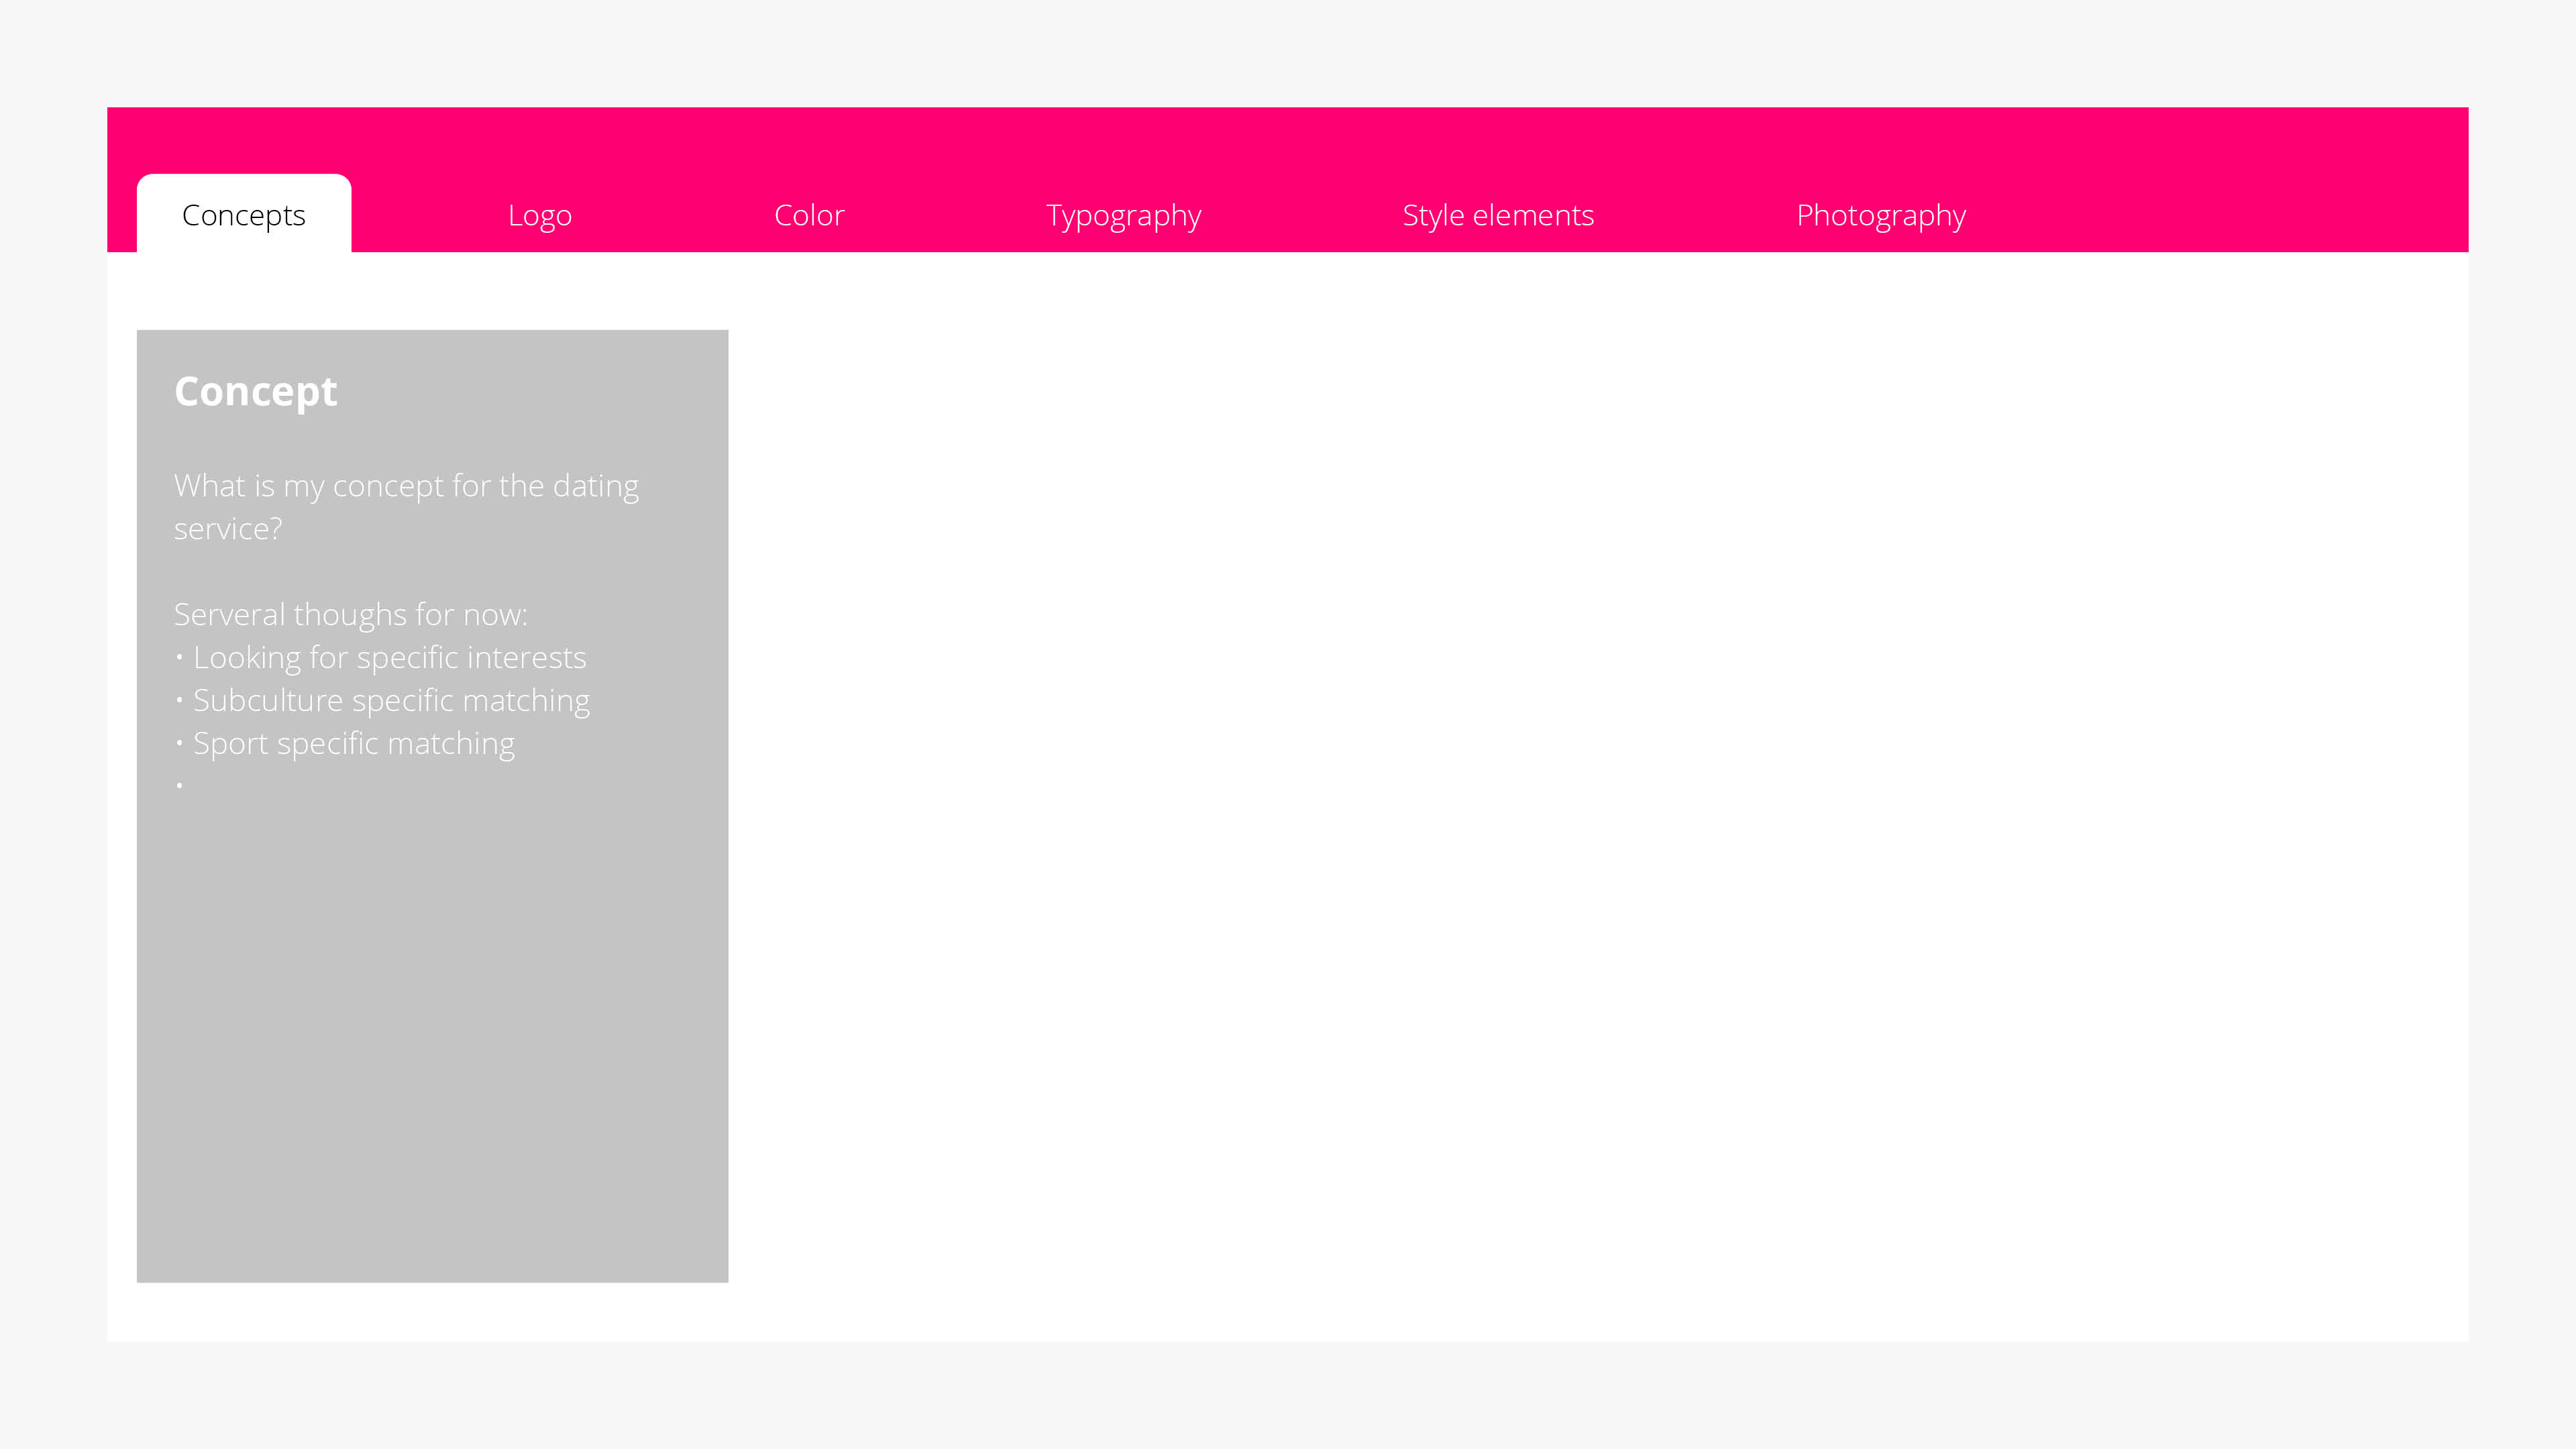 Concepts Logo Color Typography Style elements Photography
Concept
What is my concept for the dating
service?
Serveral thoughs for now:
• Looking for specific interests
• Subculture specific matching
• Sport specific matching
•